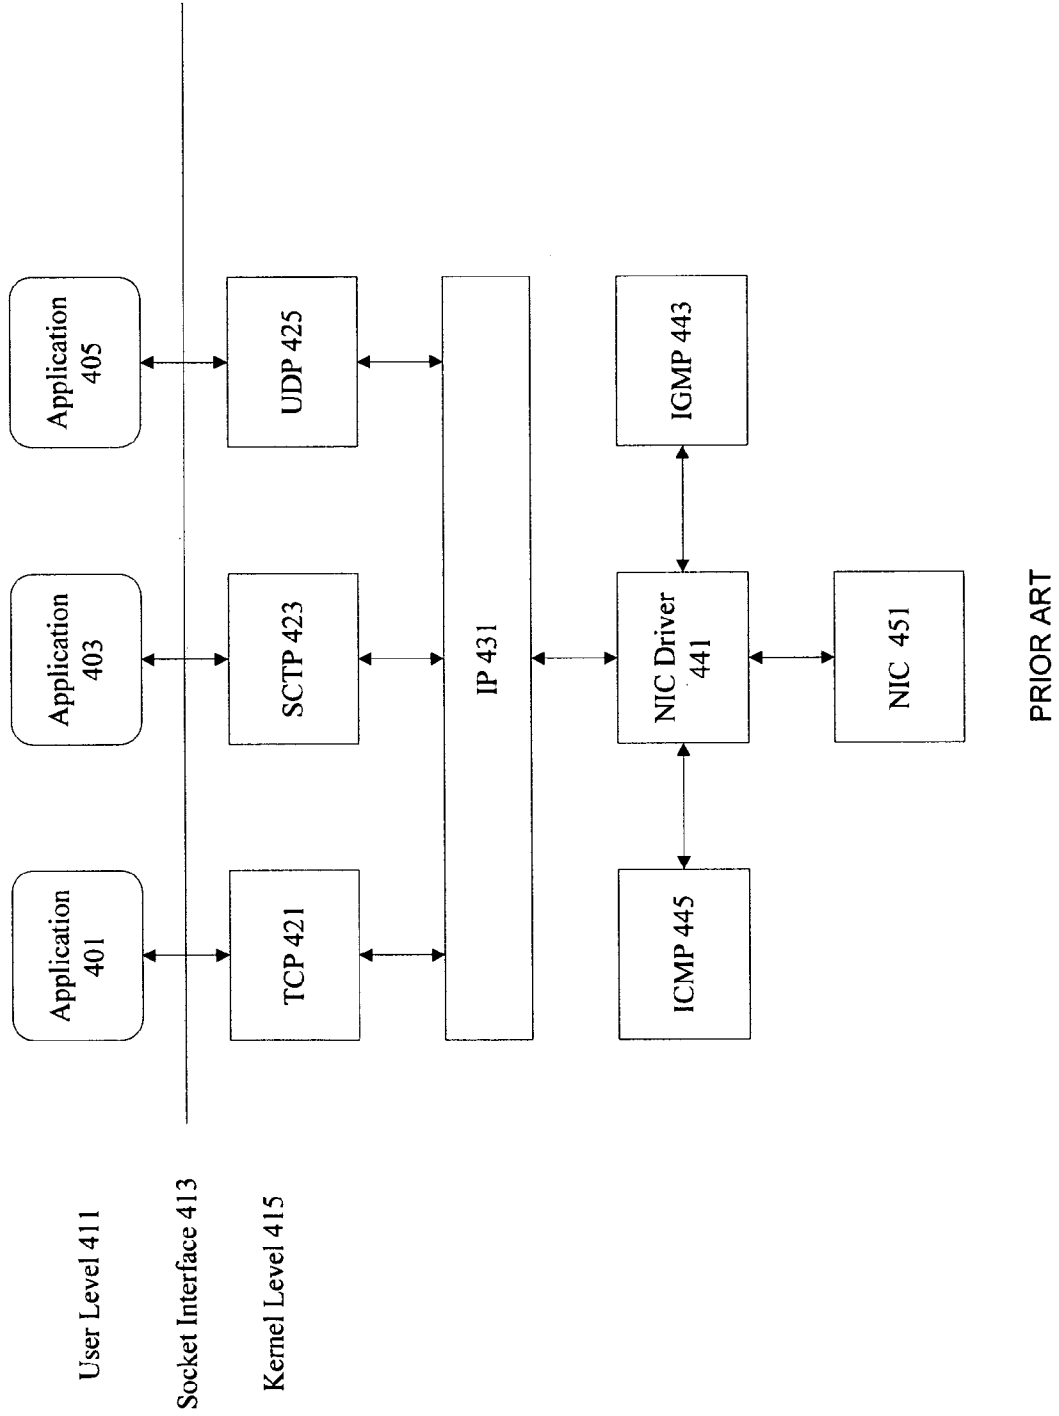 Application
401
Application
403
Application
405
User Level 411
Socket Interface 413
Kernel Level 415
TCP 421
SCTP 423
UDP 425
IP 431
ICMP 445
NIC Driver
441
IGMP 443
NIC 451
PRIOR ART